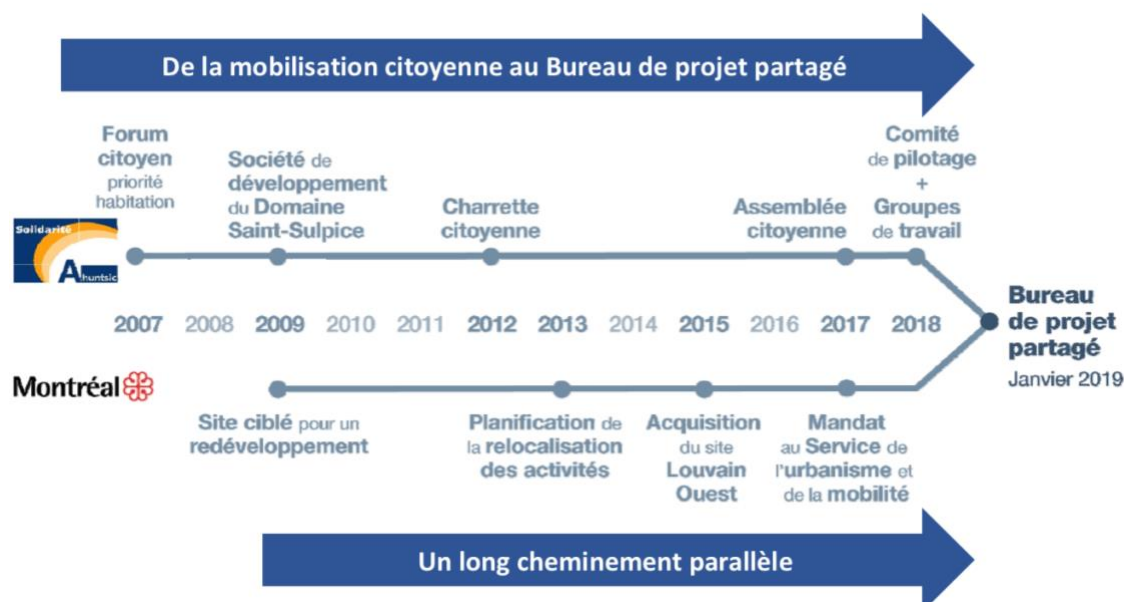 De la mobilisation citoyenne au Bureau de projet partagé
Forum
citoyen
priorité
habitation
Société de
développement
du Domaine
Saint-Sulpice
Charrette
citoyenne
Assemblée
citoyenne
Comité
de pilotage
+
Groupes
de travail
Solidarité
Ahuntsic
2007 2008 2009 2010 2011 2012 2013 2014 2015 2016 2017 2018
Bureau
de projet
partagé
Janvier 2019
Montréal
Site ciblé pour un
redéveloppement
Planification de
la relocalisation
des activités
Acquisition
du site
Louvain
Ouest
Mandat
au Service de
l'urbanisme et
de la mobilité
Un long cheminement parallèle